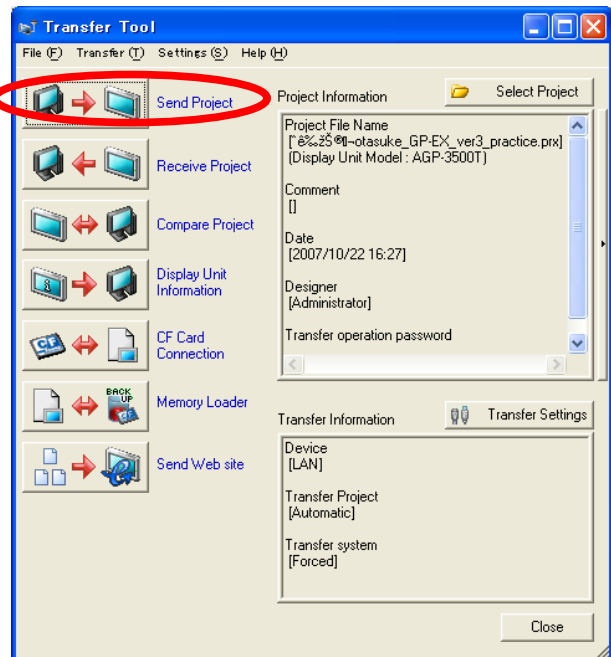 Transfer Tool
File (F) Transfer (T) Settings (S) Help (H)
Send Project
Receive Project
Compare Project
Display Unit
Information
CF Card
Connection
Memory Loader
Send Web site
CF
CF
BACK
UP
Project Information
Select Project
Project File Name
otasuke_GP-EX_ver3_practice.prx]
(Display Unit Model : AGP-3500T)
Comment
[]
Date
[2007/10/22 16:27]
Designer
[Administrator]
Transfer operation password
Transfer Information
Transfer Settings
Device
[LAN]
Transfer Project
[Automatic]
Transfer system
[Forced]
Close